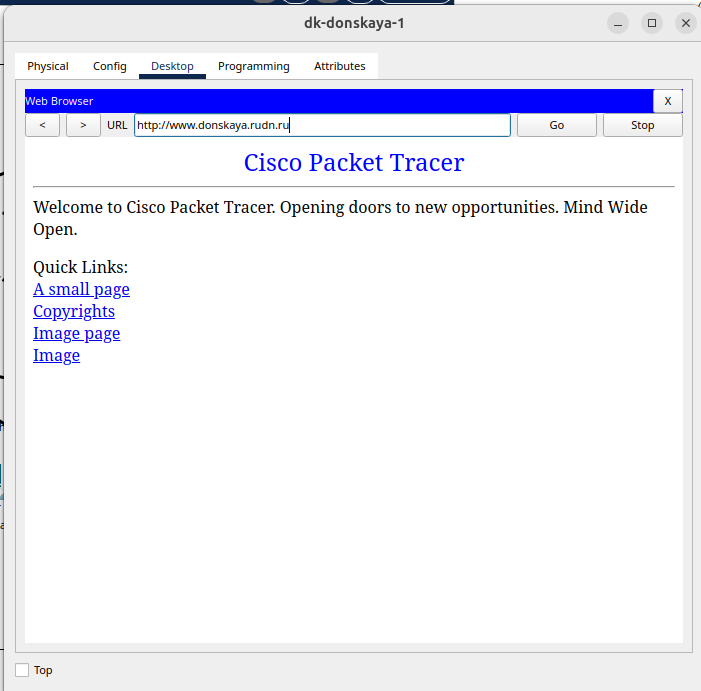 dk-donskaya-1
Physical Config Desktop Programming Attributes
Web Browser X
< > URL http://www.donskaya.rudn.ru Go Stop
Cisco Packet Tracer
Welcome to Cisco Packet Tracer. Opening doors to new opportunities. Mind Wide
Open.
Quick Links:
A small page
Copyrights
Image page
Image
Top